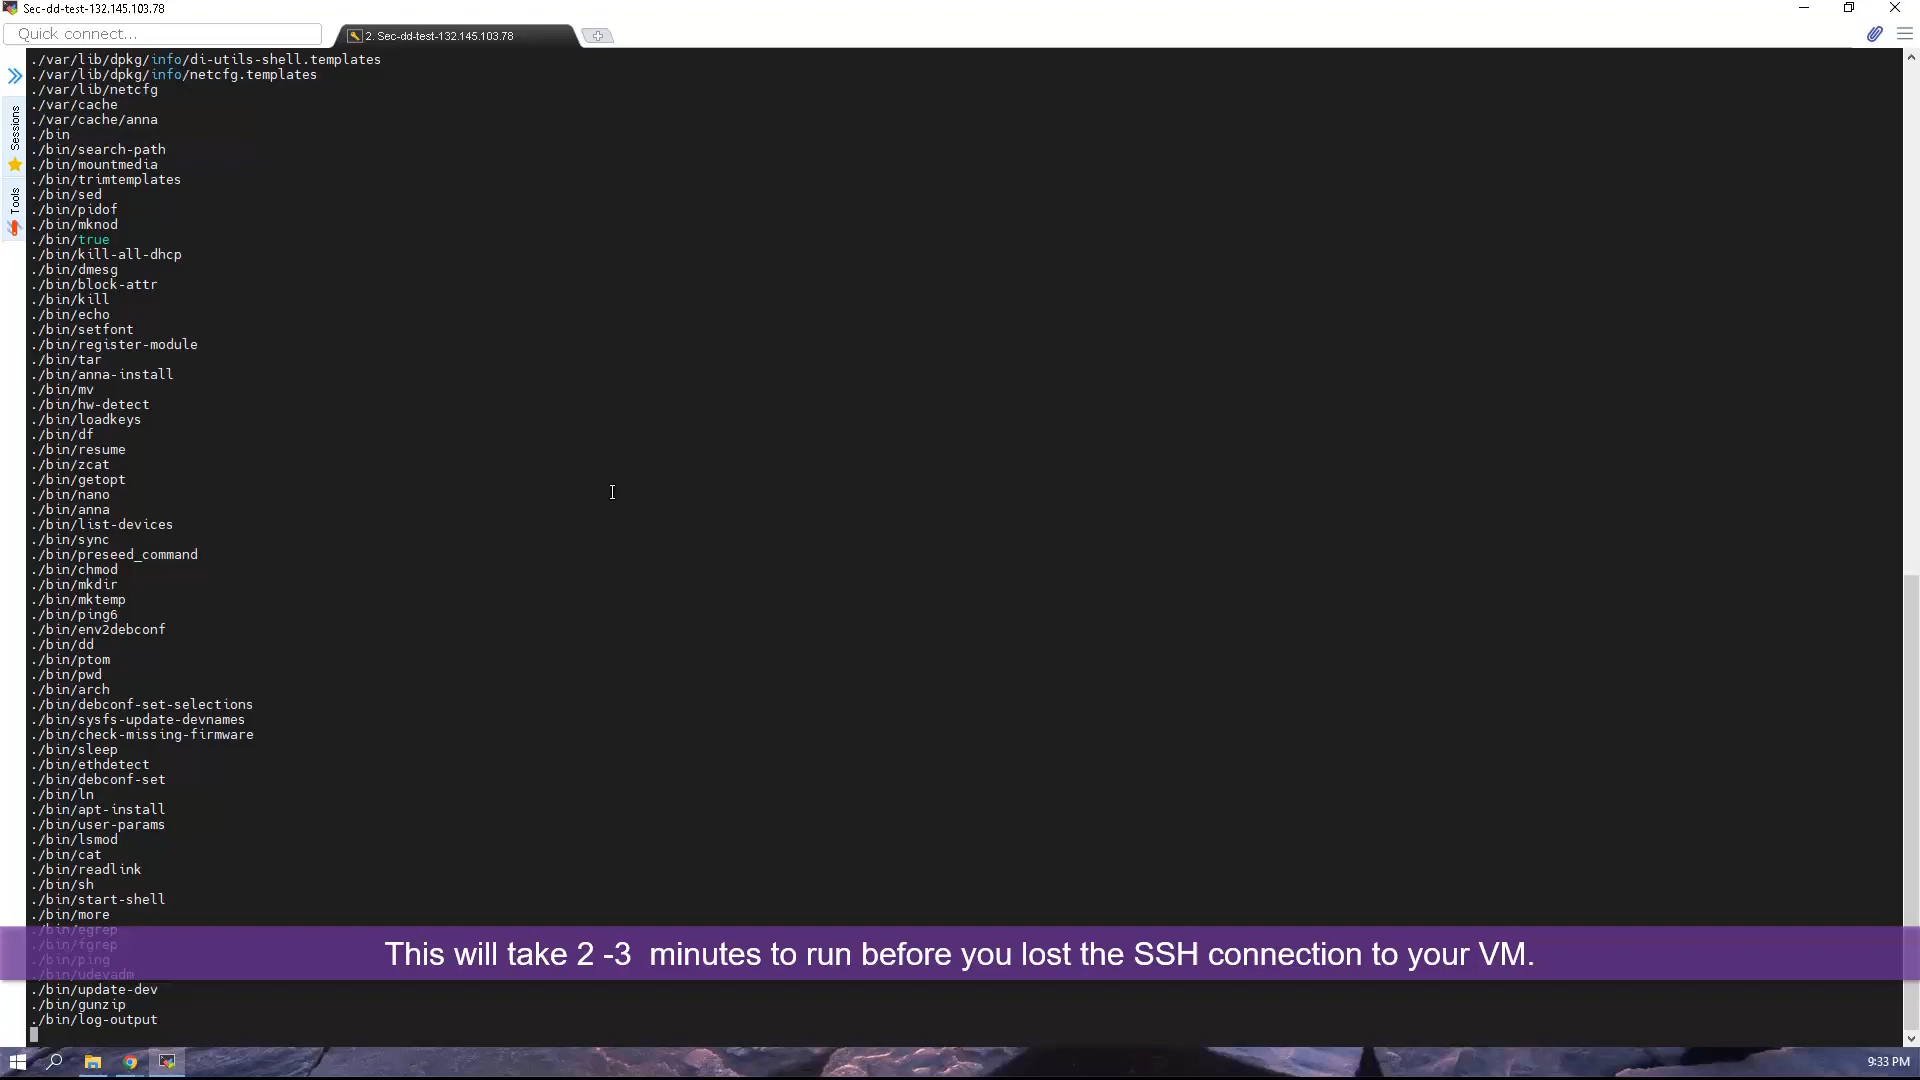 Sec-dd-test-132.145.103.78
Quick connect...
2. Sec-dd-test-132.145.103.78
Sessions
Tools
./var/lib/dpkg/info/di-utils-shell.templates
./var/lib/dpkg/info/netcfg.templates
./var/lib/netcfg
./var/cache
./var/cache/anna
./bin
./bin/search-path
./bin/mountmedia
./bin/trimtemplates
./bin/sed
./bin/pidof
./bin/mknod
./bin/true
./bin/kill-all-dhcp
./bin/dmesg
./bin/block-attr
./bin/kill
./bin/echo
./bin/setfont
./bin/register-module
./bin/tar
./bin/anna-install
./bin/mv
./bin/hw-detect
./bin/loadkeys
./bin/df
./bin/resume
./bin/zcat
./bin/getopt
./bin/nano
./bin/anna
./bin/list-devices
./bin/sync
./bin/preseed_command
./bin/chmod
./bin/mkdir
./bin/mktemp
./bin/ping6
./bin/env2debconf
./bin/dd
./bin/ptom
./bin/pwd
./bin/arch
./bin/debconf-set-selections
./bin/sysfs-update-devnames
./bin/check-missing-firmware
./bin/sleep
./bin/ethdetect
./bin/debconf-set
./bin/ln
./bin/apt-install
./bin/user-params
./bin/lsmod
./bin/cat
./bin/readlink
./bin/sh
./bin/start-shell
./bin/more
./bin/egrep
./bin/fgrep
./bin/ping
./bin/udevadm
This will take 2 -3 minutes to run before you lost the SSH connection to your VM.
./bin/update-dev
./bin/gunzip
./bin/log-output
9:33 PM